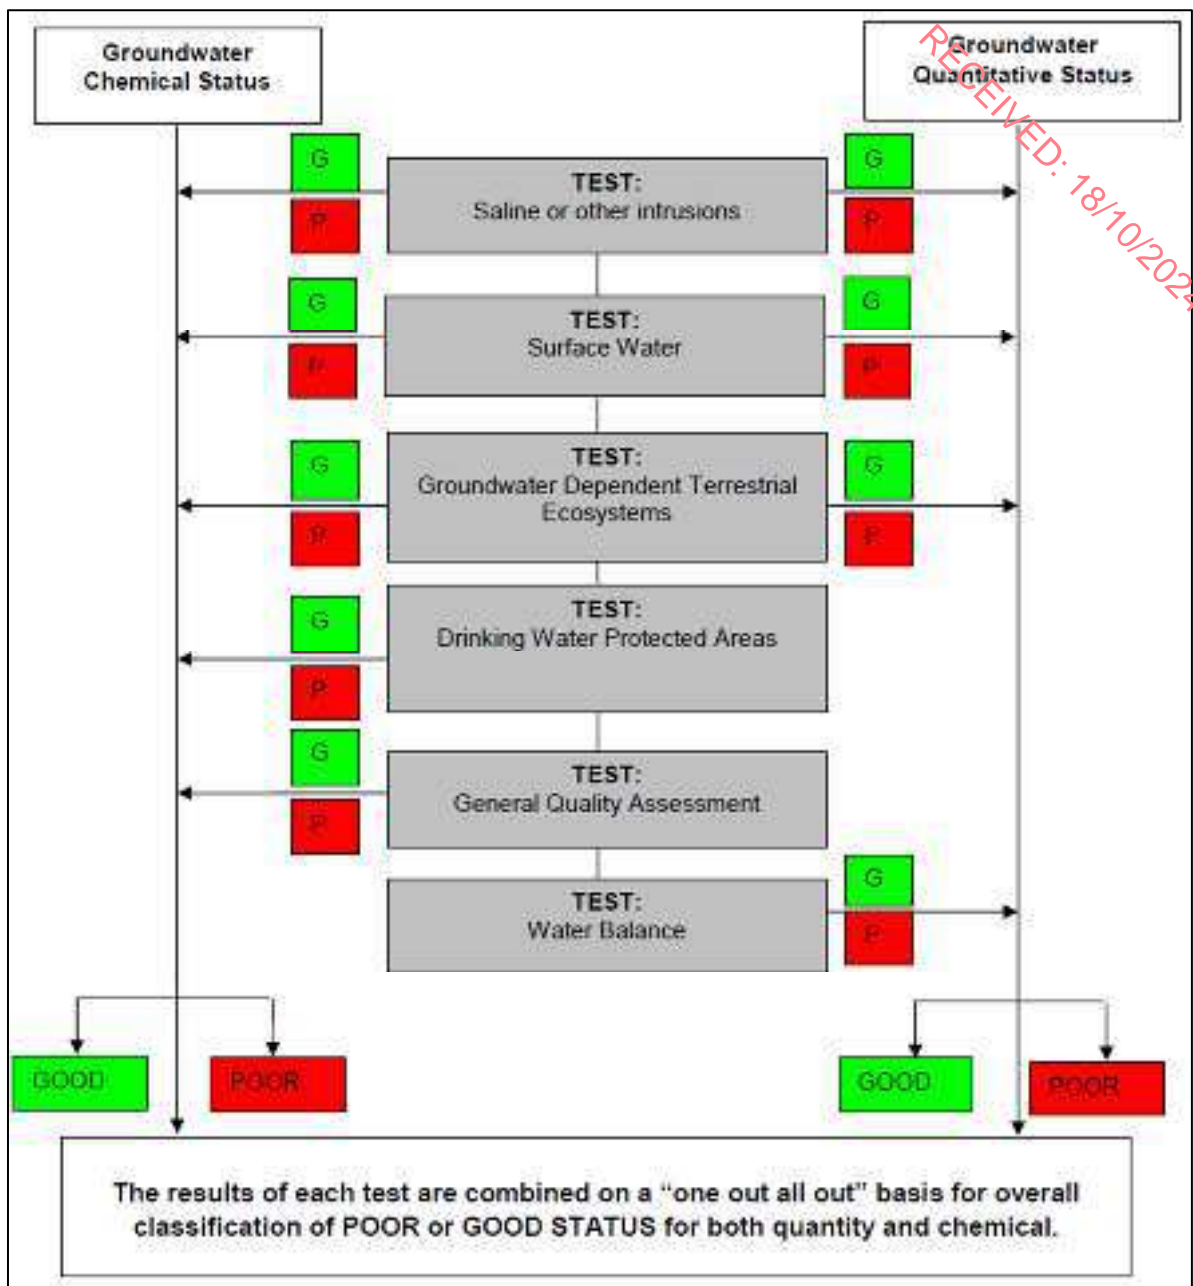 Groundwater
Chemical Status
Groundwater
Quantitative Status
RECEIVED: 18/10/2024
G
P
TEST:
Saline or other intrusions
G
P
G
P
TEST:
Surface Water
G
P
G
P
TEST:
Groundwater Dependent Terrestrial
Ecosystems
G
P
G
P
TEST:
Drinking Water Protected Areas
G
P
TEST:
General Quality Assessment
TEST:
Water Balance
G
P
GOOD
POOR
GOOD
POOR
The results of each test are combined on a “one out all out” basis for overall
classification of POOR or GOOD STATUS for both quantity and chemical.